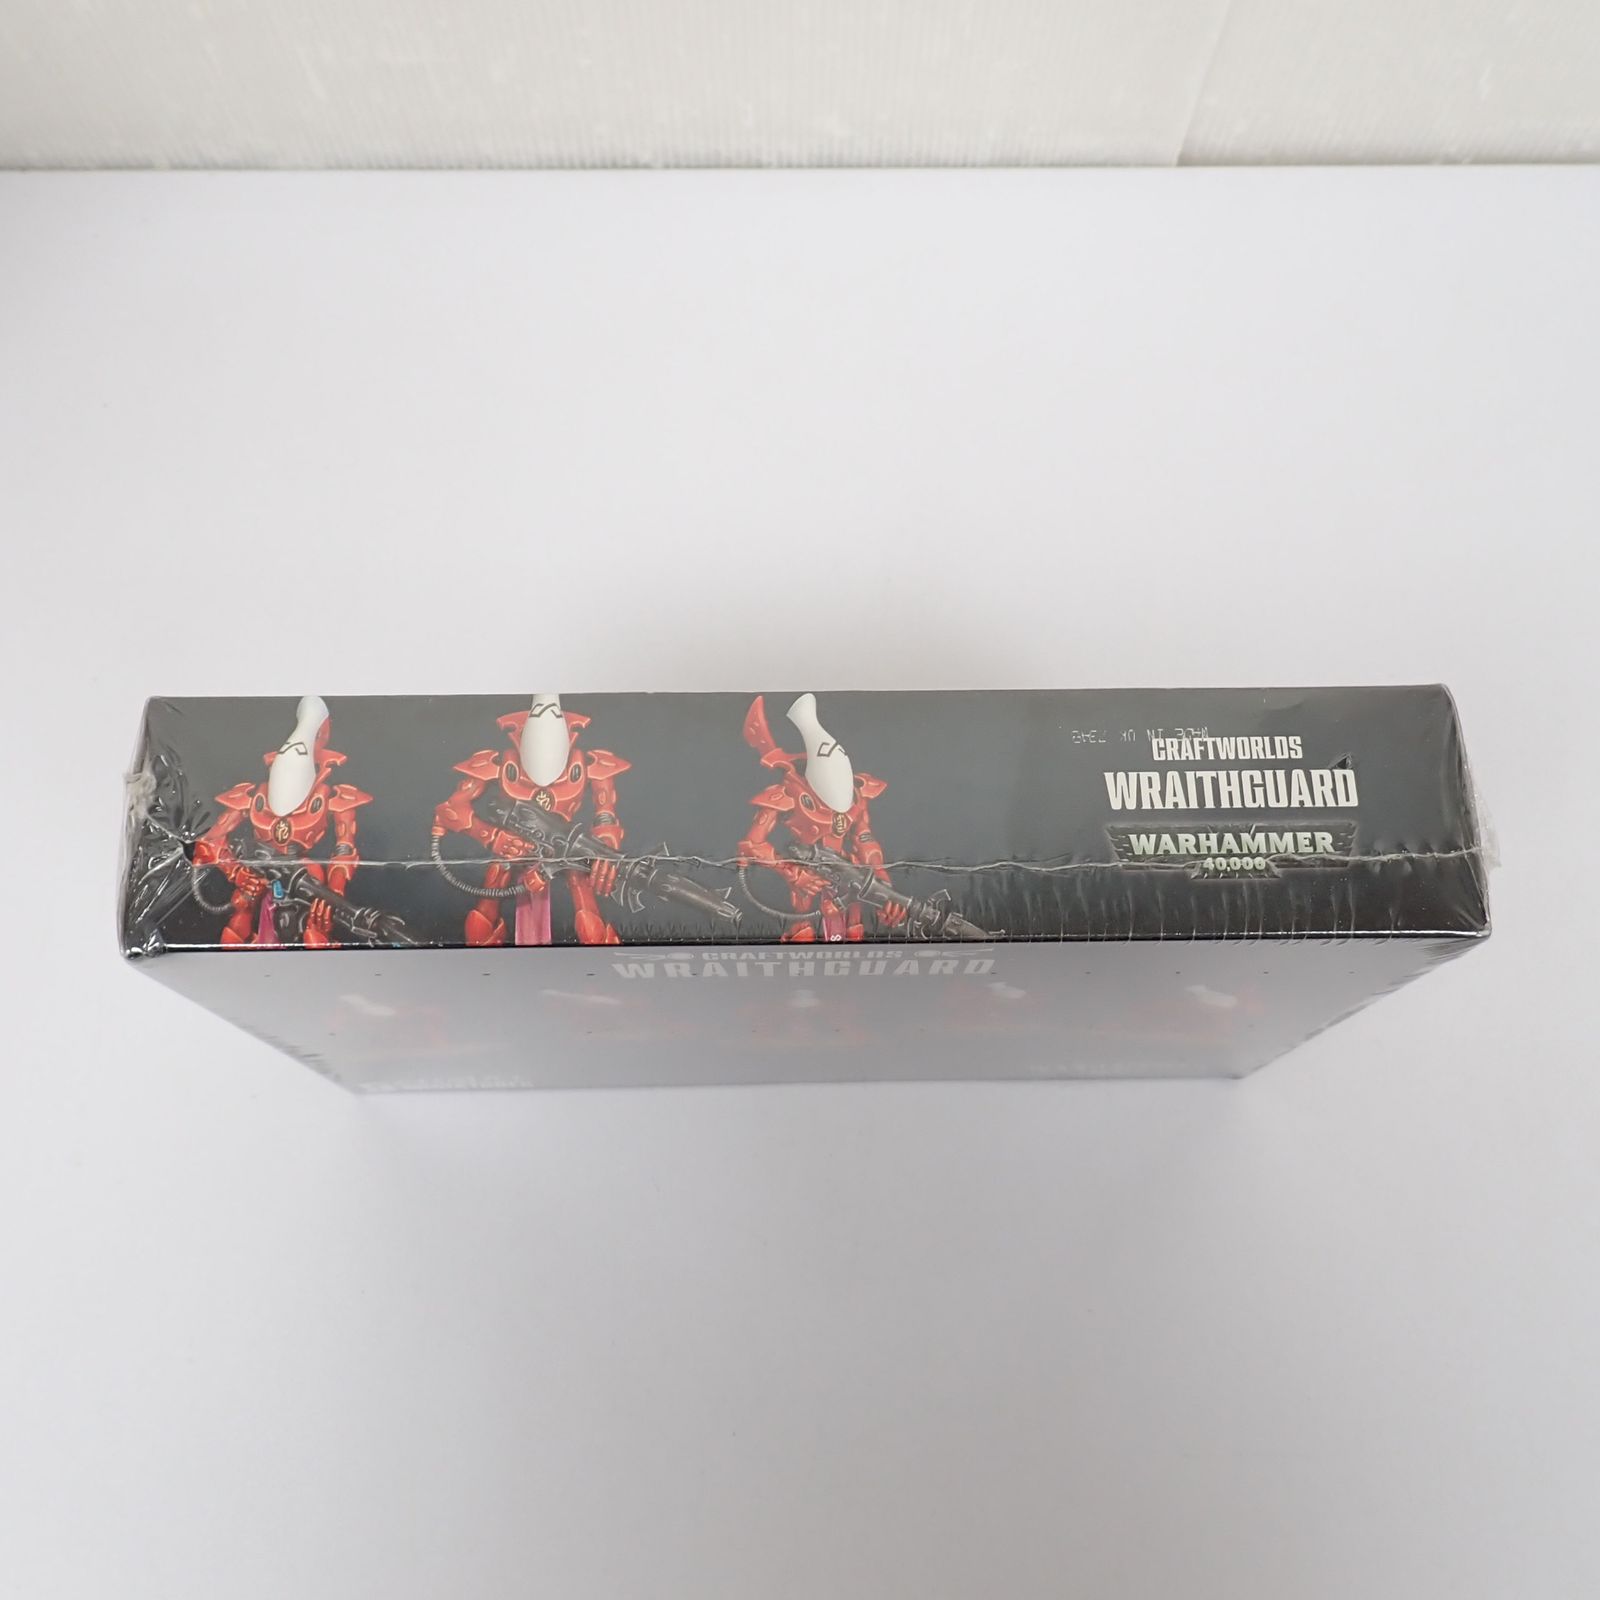 MADE IN UK 7342
CRAFTWORLDS
WRAITHGUARD
WARHAMMER
40,000
CRAFTWORLDS
WRAITHGUARD